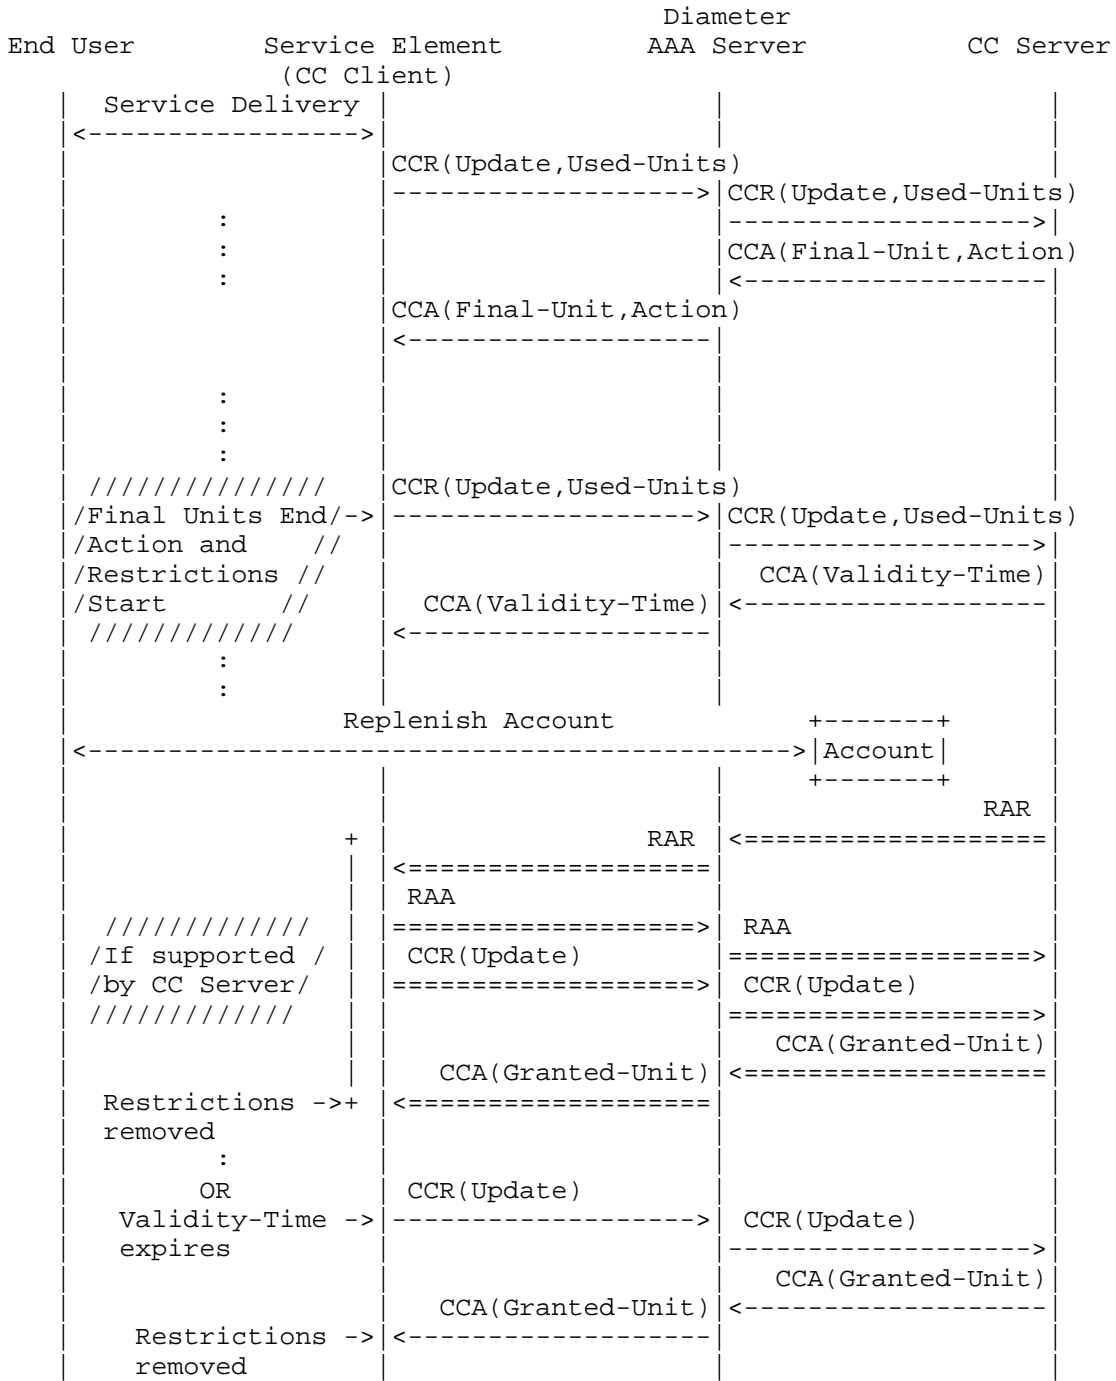 Diameter
End User        Service Element         AAA Server          CC Server
                 (CC Client)
   |  Service Delivery |                    |                    |
   |<----------------->|                    |                    |
   |                   |CCR(Update,Used-Units)                   |
   |                   |------------------->|CCR(Update,Used-Units)
   |         :         |                    |------------------->|
   |         :         |                    |CCA(Final-Unit,Action)
   |         :         |                    |<-------------------|
   |                   |CCA(Final-Unit,Action)                   |
   |                   |<-------------------|                    |
   |                   |                    |                    |
   |         :         |                    |                    |
   |         :         |                    |                    |
   |         :         |                    |                    |
   | ///////////////   |CCR(Update,Used-Units)                   |
   |/Final Units End/->|------------------->|CCR(Update,Used-Units)
   |/Action and    //  |                    |------------------->|
   |/Restrictions //   |                    |  CCA(Validity-Time)|
   |/Start       //    |  CCA(Validity-Time)|<-------------------|
   | /////////////     |<-------------------|                    |
   |         :         |                    |                    |
   |         :         |                    |                    |
   |                 Replenish Account            +-------+      |
   |<-------------------------------------------->|Account|      |
   |                   |                    |     +-------+      |
   |                   |                    |                RAR |
   |                 + |                RAR |<===================|
   |                 | |<===================|                    |
   |                 | | RAA                |                    |
   |  /////////////  | |===================>| RAA                |
   | /If supported / | | CCR(Update)        |===================>|
   | /by CC Server/  | |===================>| CCR(Update)        |
   | /////////////   | |                    |===================>|
   |                 | |                    |   CCA(Granted-Unit)|
   |                 | |   CCA(Granted-Unit)|<===================|
   |  Restrictions ->+ |<===================|                    |
   |  removed          |                    |                    |
   |         :         |                    |                    |
   |        OR         | CCR(Update)        |                    |
   |   Validity-Time ->|------------------->| CCR(Update)        |
   |   expires         |                    |------------------->|
   |                   |                    |   CCA(Granted-Unit)|
   |                   |   CCA(Granted-Unit)|<-------------------|
   |    Restrictions ->|<-------------------|                    |
   |    removed        |                    |                    |